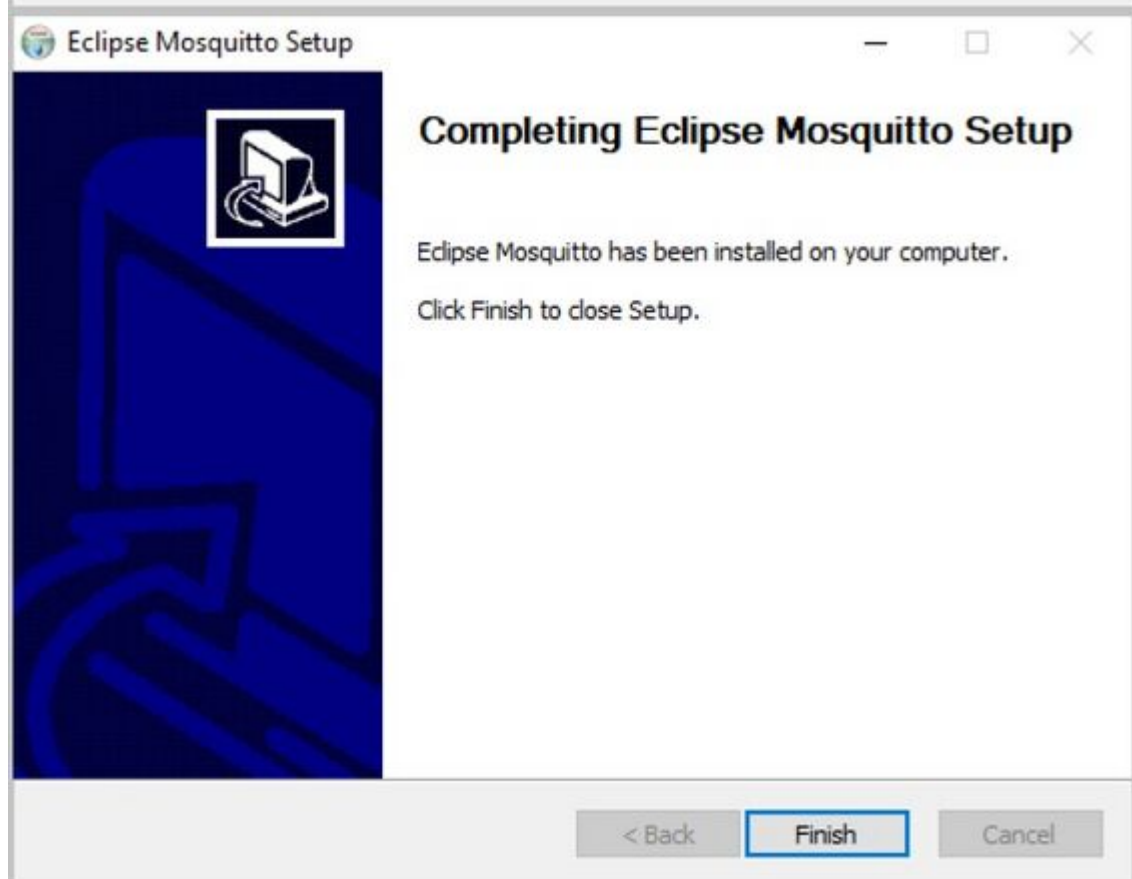 Eclipse Mosquitto Setup
Completing Eclipse Mosquitto Setup
Eclipse Mosquitto has been installed on your computer.
Click Finish to close Setup.
< Back Finish Cancel